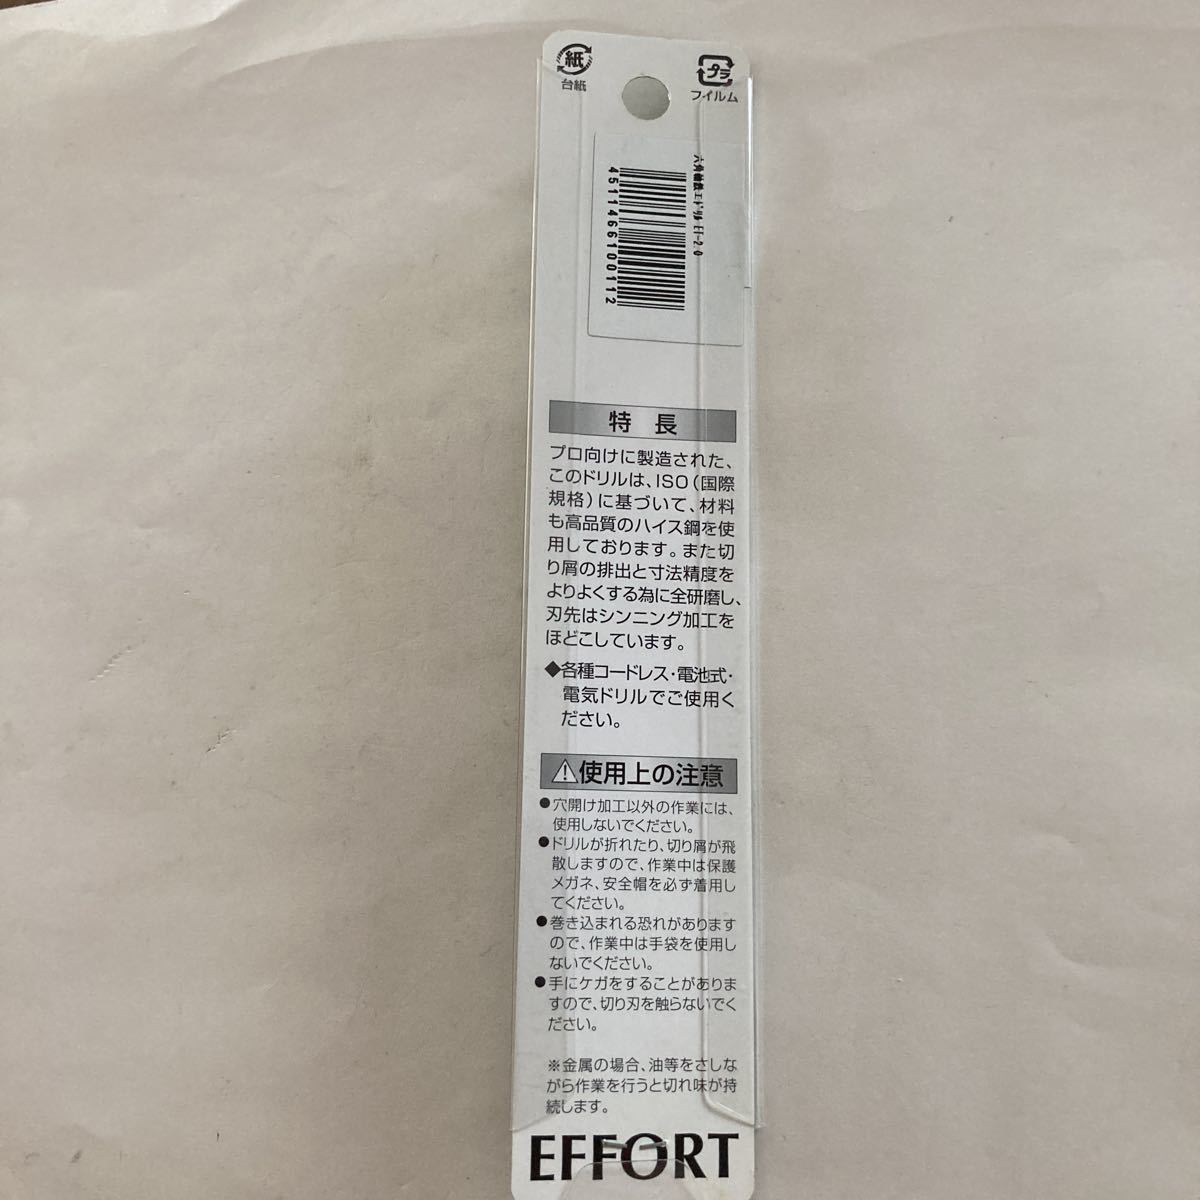 紙
台紙
プラ
フイルム
六角軸鉄工ドリル ET-2.0
4511466100112
特 長
プロ向けに製造された、
このドリルは、ISO(国際
規格)に基づいて、材料
も高品質のハイス鋼を使
用しております。また切
り屑の排出と寸法精度を
よりよくする為に全研磨し、
刃先はシンニング加工を
ほどこしています。
◆各種コードレス・電池式・
電気ドリルでご使用く
ださい。
⚠使用上の注意
●穴開け加工以外の作業には、
使用しないでください。
●ドリルが折れたり、切り屑が飛
散しますので、作業中は保護
メガネ、安全帽を必ず着用し
てください。
●巻き込まれる恐れがあります
ので、作業中は手袋を使用し
ないでください。
●手にケガをすることがありま
すので、切り刃を触らないでく
ださい。
※金属の場合、油等をさしな
がら作業を行うと切れ味が持
続します。
EFFORT